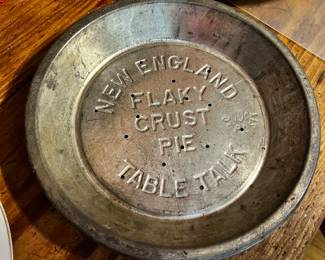 NEW ENGLAND
FLAKY
CRUST
PIE
TABLE TALK